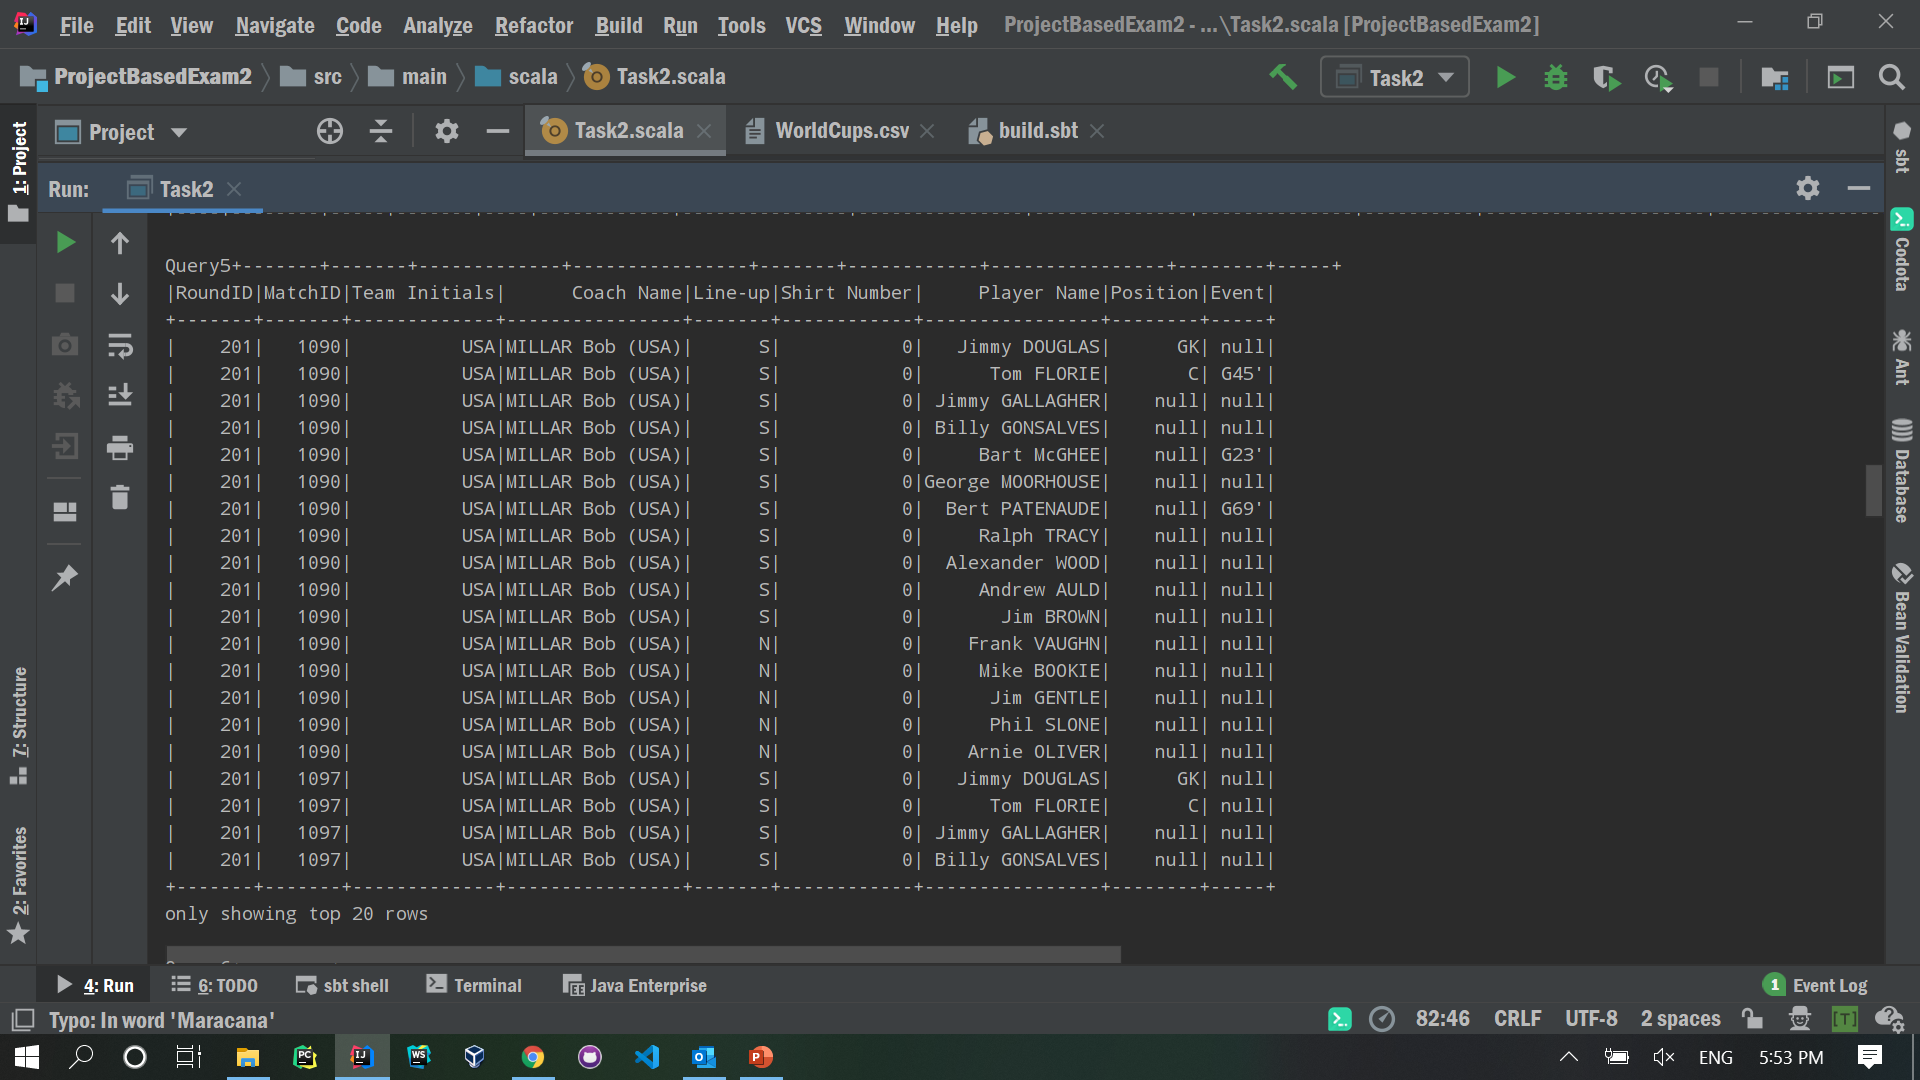 File Edit View Navigate Code Analyze Refactor Build Run Tools VCS Window Help ProjectBasedExam2 - ...\Task2.scala [ProjectBasedExam2]
ProjectBasedExam2 src main scala Task2.scala Task2
1: Project
Project Task2.scala WorldCups.csv build.sbt
sbt
Run: Task2
Query5+-------+-------+-------------+----------------+-------+------------+----------------+--------+-----+
|RoundID|MatchID|Team Initials|      Coach Name|Line-up|Shirt Number|     Player Name|Position|Event|
+-------+-------+-------------+----------------+-------+------------+----------------+--------+-----+
|    201|   1090|          USA|MILLAR Bob (USA)|      S|           0|   Jimmy DOUGLAS|      GK| null|
|    201|   1090|          USA|MILLAR Bob (USA)|      S|           0|      Tom FLORIE|       C| G45'|
|    201|   1090|          USA|MILLAR Bob (USA)|      S|           0| Jimmy GALLAGHER|    null| null|
|    201|   1090|          USA|MILLAR Bob (USA)|      S|           0| Billy GONSALVES|    null| null|
|    201|   1090|          USA|MILLAR Bob (USA)|      S|           0|     Bart McGHEE|    null| G23'|
|    201|   1090|          USA|MILLAR Bob (USA)|      S|           0|George MOORHOUSE|    null| null|
|    201|   1090|          USA|MILLAR Bob (USA)|      S|           0|  Bert PATENAUDE|    null| G69'|
|    201|   1090|          USA|MILLAR Bob (USA)|      S|           0|     Ralph TRACY|    null| null|
|    201|   1090|          USA|MILLAR Bob (USA)|      S|           0|  Alexander WOOD|    null| null|
|    201|   1090|          USA|MILLAR Bob (USA)|      S|           0|     Andrew AULD|    null| null|
|    201|   1090|          USA|MILLAR Bob (USA)|      S|           0|       Jim BROWN|    null| null|
|    201|   1090|          USA|MILLAR Bob (USA)|      N|           0|    Frank VAUGHN|    null| null|
|    201|   1090|          USA|MILLAR Bob (USA)|      N|           0|     Mike BOOKIE|    null| null|
|    201|   1090|          USA|MILLAR Bob (USA)|      N|           0|      Jim GENTLE|    null| null|
|    201|   1090|          USA|MILLAR Bob (USA)|      N|           0|      Phil SLONE|    null| null|
|    201|   1090|          USA|MILLAR Bob (USA)|      N|           0|    Arnie OLIVER|    null| null|
|    201|   1097|          USA|MILLAR Bob (USA)|      S|           0|   Jimmy DOUGLAS|      GK| null|
|    201|   1097|          USA|MILLAR Bob (USA)|      S|           0|      Tom FLORIE|       C| null|
|    201|   1097|          USA|MILLAR Bob (USA)|      S|           0| Jimmy GALLAGHER|    null| null|
|    201|   1097|          USA|MILLAR Bob (USA)|      S|           0| Billy GONSALVES|    null| null|
+-------+-------+-------------+----------------+-------+------------+----------------+--------+-----+
only showing top 20 rows
Codota
Ant
Database
Bean Validation
7: Structure
2: Favorites
4: Run 6: TODO sbt shell Terminal Java Enterprise 1 Event Log
Typo: In word 'Maracana' 82:46 CRLF UTF-8 2 spaces [T]
ENG 5:53 PM